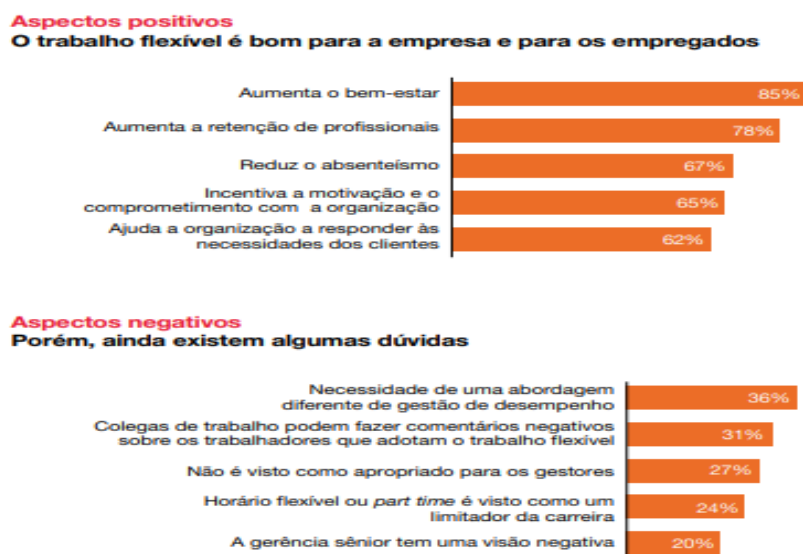 Aspectos positivos
O trabalho flexível é bom para a empresa e para os empregados
Aumenta o bem-estar
85%
Aumenta a retenção de profissionais
78%
Reduz o absenteísmo
67%
Incentiva a motivação e o
comprometimento com a organização
65%
Ajuda a organização a responder às
necessidades dos clientes
62%
Aspectos negativos
Porém, ainda existem algumas dúvidas
Necessidade de uma abordagem
diferente de gestão de desempenho
36%
Colegas de trabalho podem fazer comentários negativos
sobre os trabalhadores que adotam o trabalho flexível
31%
Não é visto como apropriado para os gestores
27%
Horário flexível ou part time é visto como um
limitador da carreira
24%
A gerência sênior tem uma visão negativa
20%